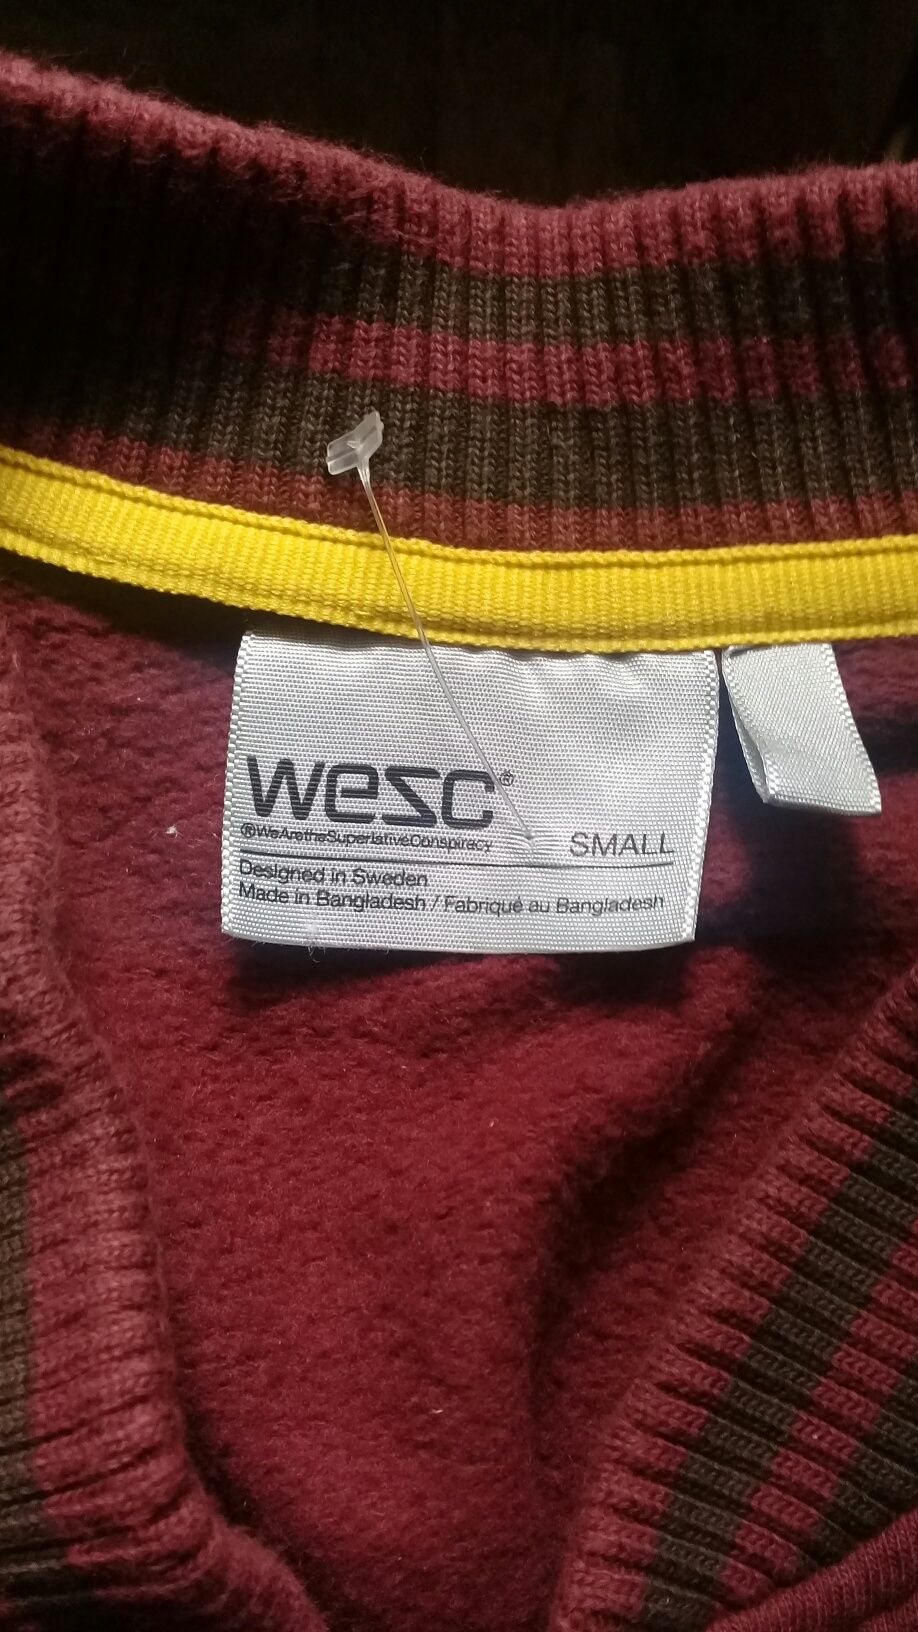 wesc®
®WeAretheSuperlativeConspiracy
SMALL
Designed in Sweden
Made in Bangladesh / Fabriqué au Bangladesh